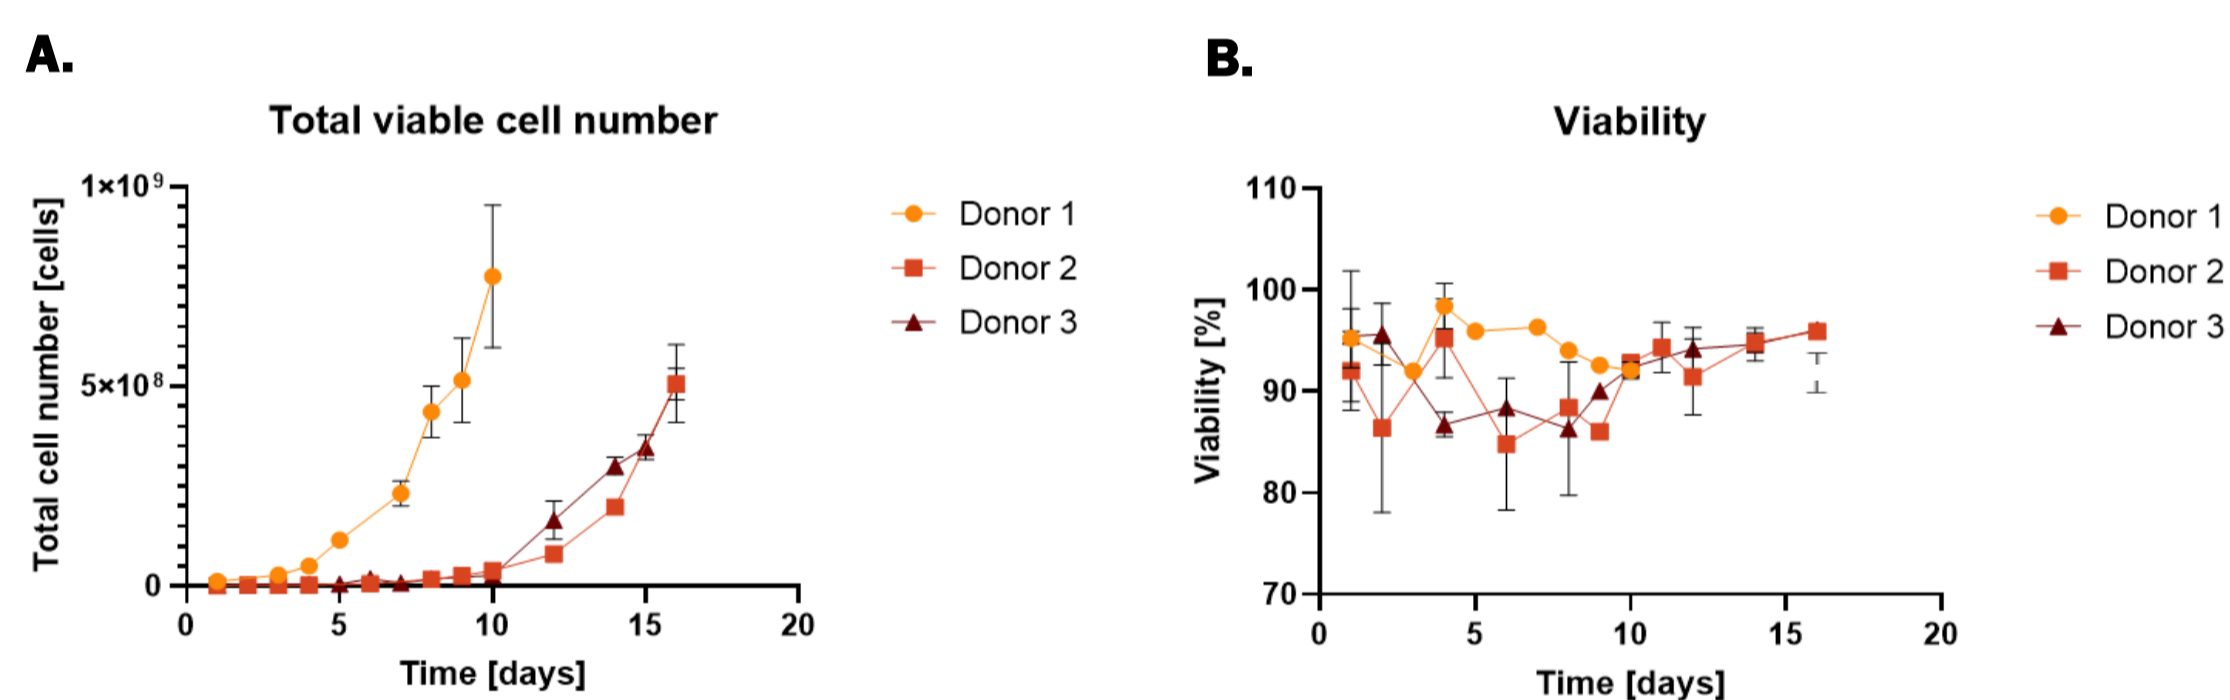 A.
Total viable cell number
Total cell number [cells]
1×10⁹
5×10⁸
0
0 5 10 15 20
Time [days]
Donor 1
Donor 2
Donor 3
B.
Viability
Viability [%]
110
100
90
80
70
0 5 10 15 20
Time [days]
Donor 1
Donor 2
Donor 3